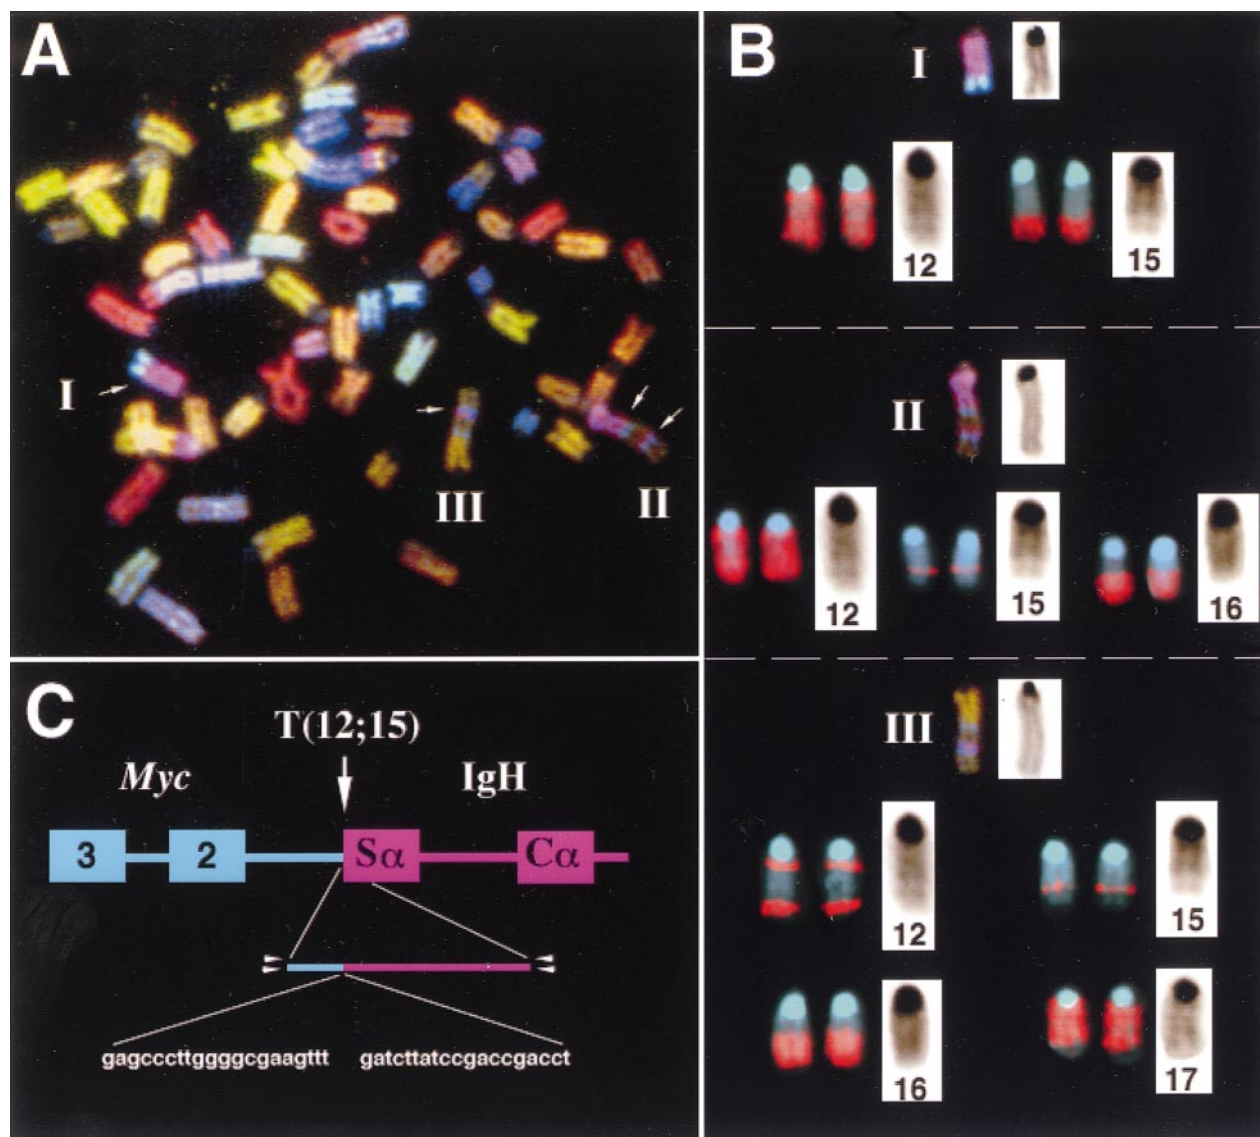 A
I
III
II
B
I
12
15
II
12
15
16
III
12
15
16
17
C
T(12;15)
Myc IgH
3 2 Sα Cα
gagcccttggggcgaagttt gatcttatccgaccgacct